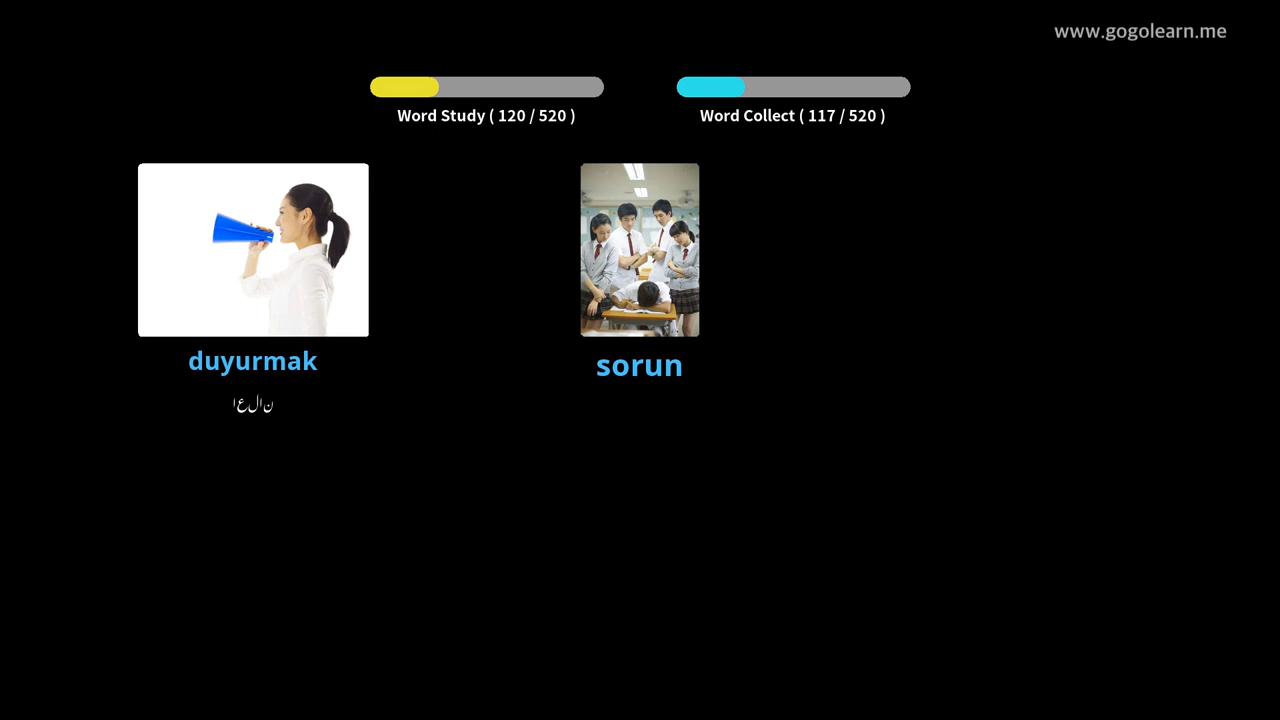 www.gogolearn.me
Word Study ( 120 / 520 )
Word Collect ( 117 / 520 )
duyurmak
sorun
اعلان